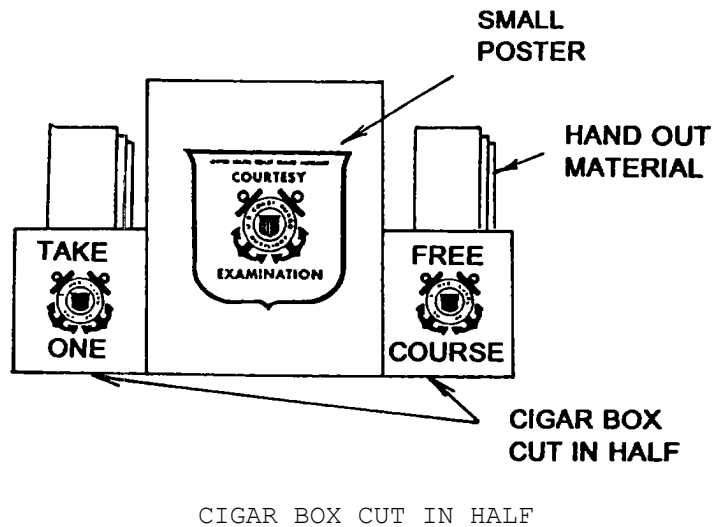 SMALL
POSTER
HAND OUT
MATERIAL
COURTESY
EXAMINATION
TAKE
ONE
FREE
COURSE
CIGAR BOX
CUT IN HALF
CIGAR BOX CUT IN HALF